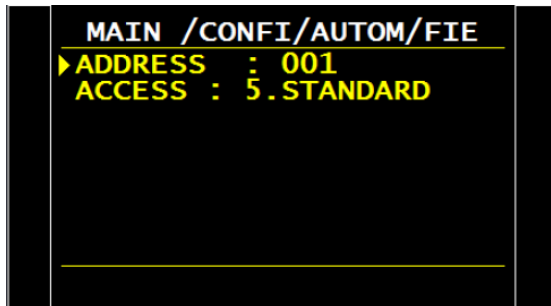 MAIN /CONFI/AUTOM/FIE
ADDRESS : 001
ACCESS : 5.STANDARD